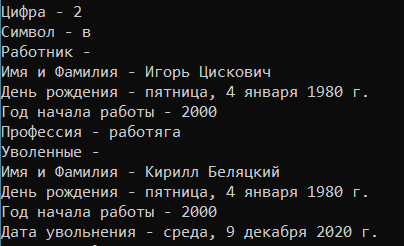 Цифра - 2
Символ - в
Работник -
Имя и Фамилия - Игорь Цискович
День рождения - пятница, 4 января 1980 г.
Год начала работы - 2000
Профессия - работяга
Уволенные -
Имя и Фамилия - Кирилл Беляцкий
День рождения - пятница, 4 января 1980 г.
Год начала работы - 2000
Дата увольнения - среда, 9 декабря 2020 г.